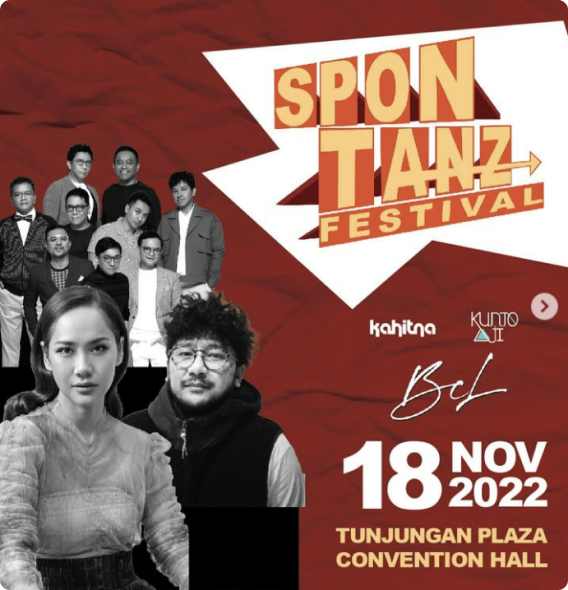 SPON
TANZ
FESTIVAL
kahitna
KUNTO
AJI
BCL
18 NOV
2022
TUNJUNGAN PLAZA
CONVENTION HALL